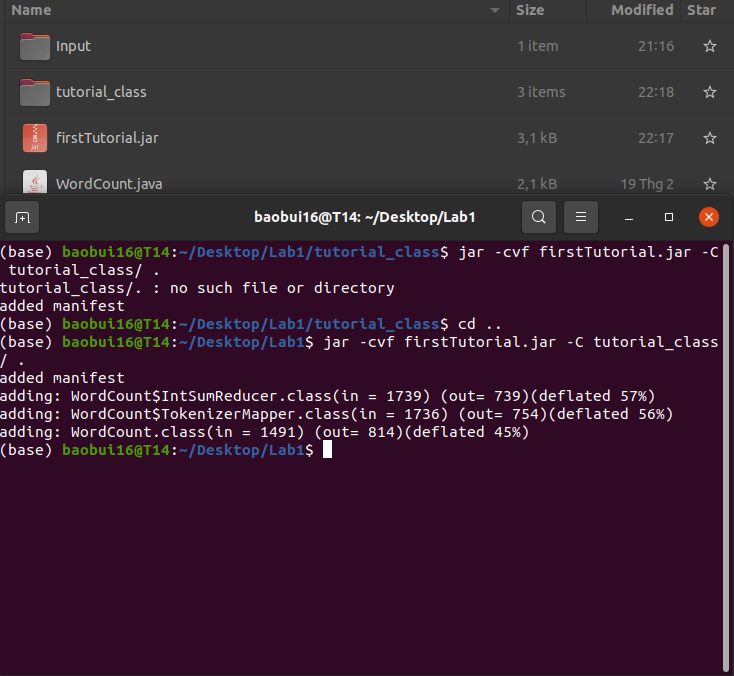 Name Size Modified Star
Input 1 item 21:16
tutorial_class 3 items 22:18
firstTutorial.jar 3,1 kB 22:17
WordCount.java 2,1 kB 19 Thg 2
baobui16@T14: ~/Desktop/Lab1
(base) baobui16@T14:~/Desktop/Lab1/tutorial_class$ jar -cvf firstTutorial.jar -C
 tutorial_class/ .
tutorial_class/. : no such file or directory
added manifest
(base) baobui16@T14:~/Desktop/Lab1/tutorial_class$ cd ..
(base) baobui16@T14:~/Desktop/Lab1$ jar -cvf firstTutorial.jar -C tutorial_class
/ .
added manifest
adding: WordCount$IntSumReducer.class(in = 1739) (out= 739)(deflated 57%)
adding: WordCount$TokenizerMapper.class(in = 1736) (out= 754)(deflated 56%)
adding: WordCount.class(in = 1491) (out= 814)(deflated 45%)
(base) baobui16@T14:~/Desktop/Lab1$